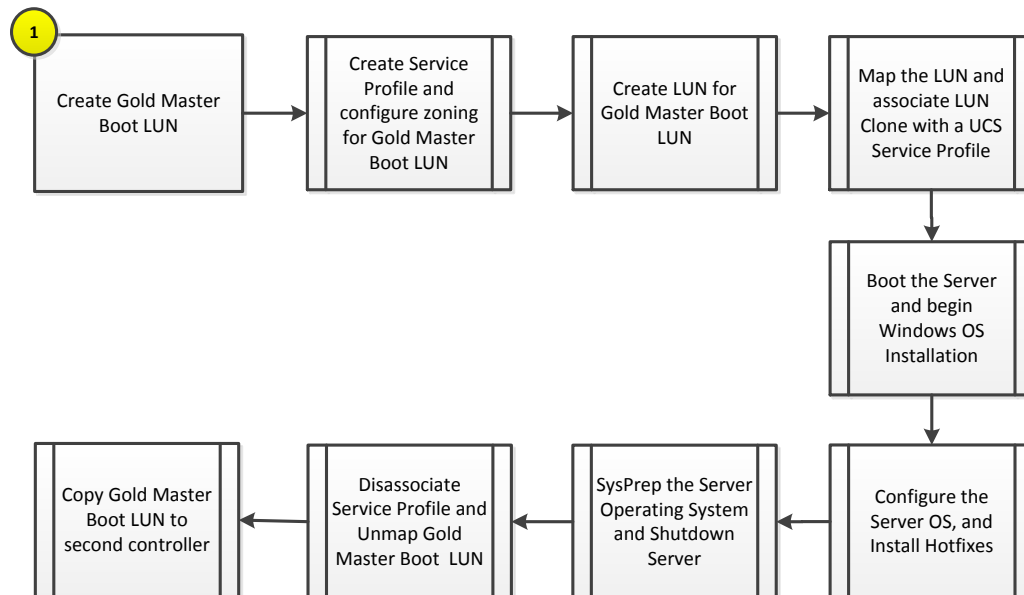 1
Create Gold Master
Boot LUN
Create Service
Profile and
configure zoning
for Gold Master
Boot LUN
Create LUN for
Gold Master Boot
LUN
Map the LUN and
associate LUN
Clone with a UCS
Service Profile
Boot the Server
and begin
Windows OS
Installation
Configure the
Server OS, and
Install Hotfixes
SysPrep the Server
Operating System
and Shutdown
Server
Disassociate
Service Profile and
Unmap Gold
Master Boot LUN
Copy Gold Master
Boot LUN to
second controller